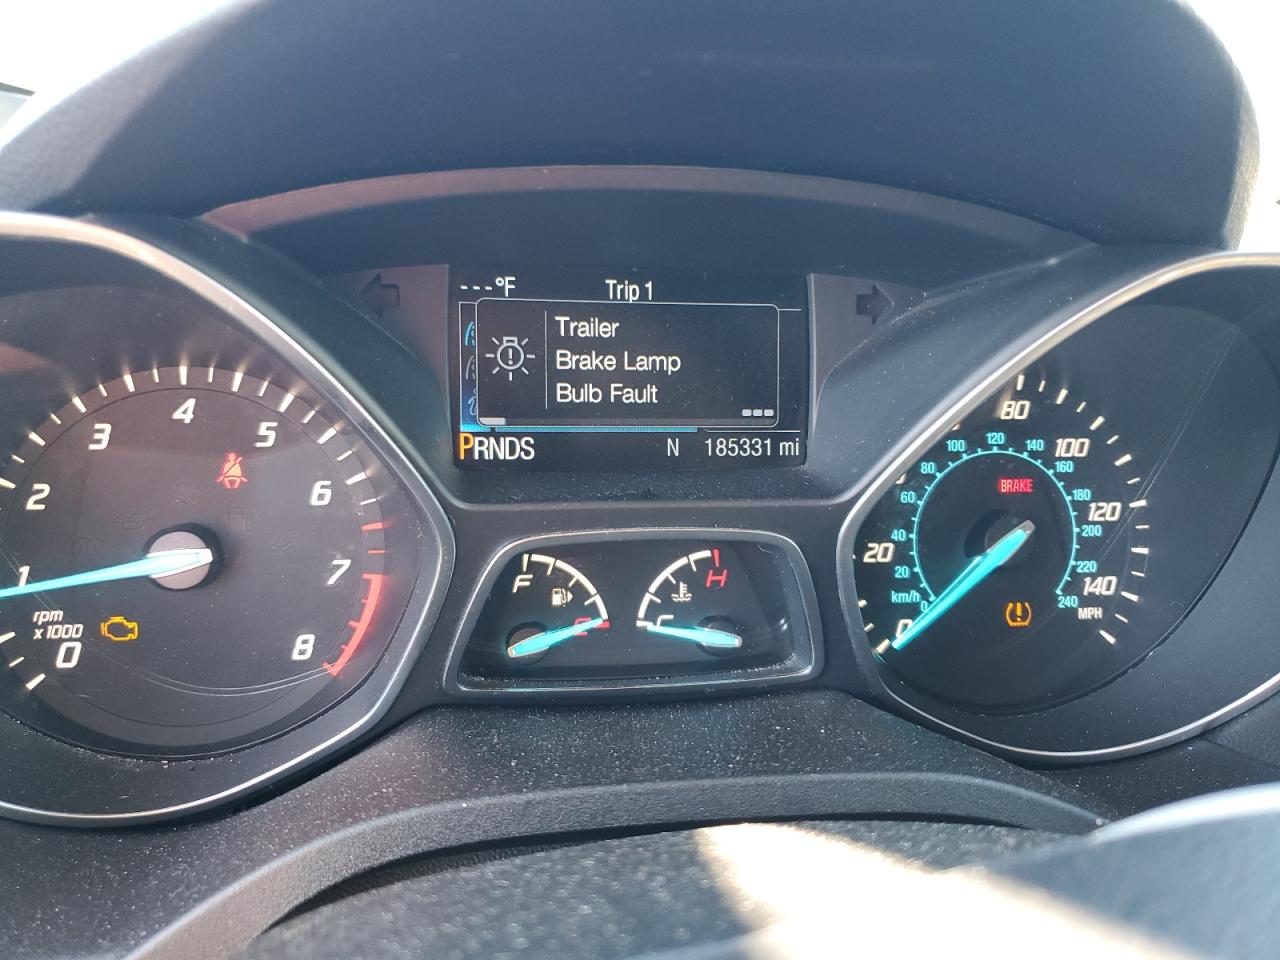 ---°F Trip 1
Trailer
Brake Lamp
Bulb Fault
PRNDS N 185331 mi
4
3
5
2
6
1
7
rpm
x1000
0
8
F
H
E
C
80
100
120
140
BRAKE
80
160
100
60
180
120
200
40
20
20
220
140
km/h
0
240
MPH
0